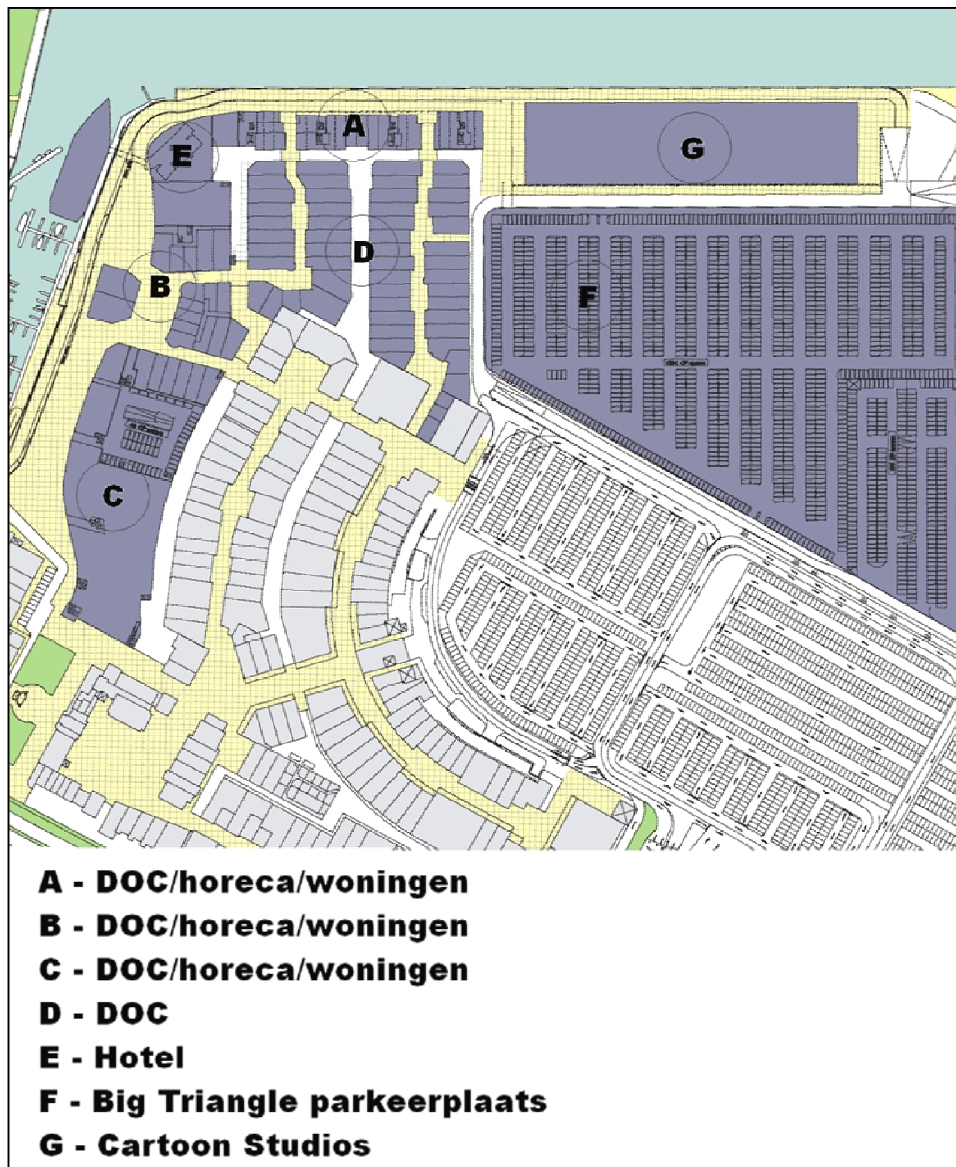 A
G
E
D
B
F
C
A - DOC/horeca/woningen
B - DOC/horeca/woningen
C - DOC/horeca/woningen
D - DOC
E - Hotel
F - Big Triangle parkeerplaats
G - Cartoon Studios